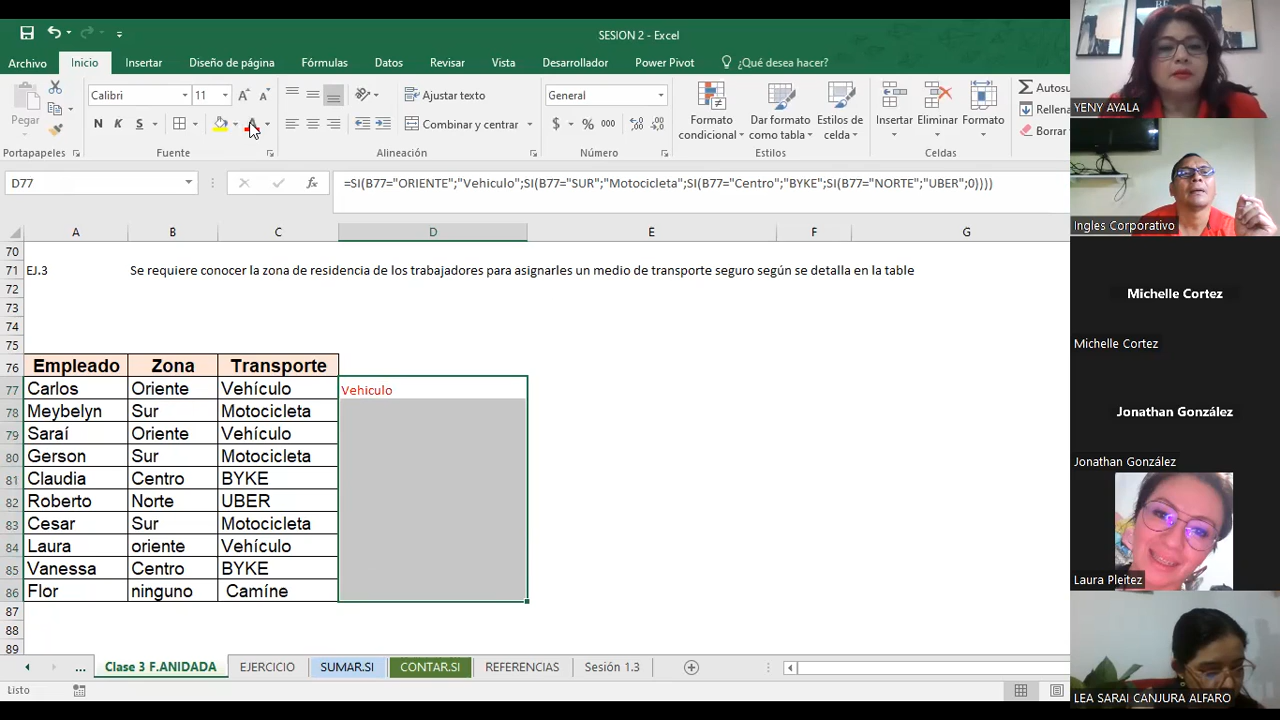 SESION 2 - Excel
Archivo Inicio Insertar Diseño de página Fórmulas Datos Revisar Vista Desarrollador Power Pivot ¿Qué desea hacer?
Pegar
Calibri 11
N K S
Ajustar texto
Combinar y centrar
General
$ % 000
Formato condicional
Dar formato como tabla
Estilos de celda
Insertar Eliminar Formato
Autosu
Rellena
Borrar
Portapapeles Fuente Alineación Número Estilos Celdas
D77 fx =SI(B77="ORIENTE";"Vehiculo";SI(B77="SUR";"Motocicleta";SI(B77="Centro";"BYKE";SI(B77="NORTE";"UBER";0))))
A B C D E F G
70
71 EJ.3 Se requiere conocer la zona de residencia de los trabajadores para asignarles un medio de transporte seguro según se detalla en la table
72
73
74
75
76 Empleado Zona Transporte
77 Carlos Oriente Vehículo Vehiculo
78 Meybelyn Sur Motocicleta
79 Saraí Oriente Vehículo
80 Gerson Sur Motocicleta
81 Claudia Centro BYKE
82 Roberto Norte UBER
83 Cesar Sur Motocicleta
84 Laura oriente Vehículo
85 Vanessa Centro BYKE
86 Flor ninguno Camíne
87
88
89
... Clase 3 F.ANIDADA EJERCICIO SUMAR.SI CONTAR.SI REFERENCIAS Sesión 1.3
Listo
YENY AYALA
Ingles Corporativo
Michelle Cortez
Michelle Cortez
Jonathan González
Jonathan González
Laura Pleitez
LEA SARAI CANJURA ALFARO